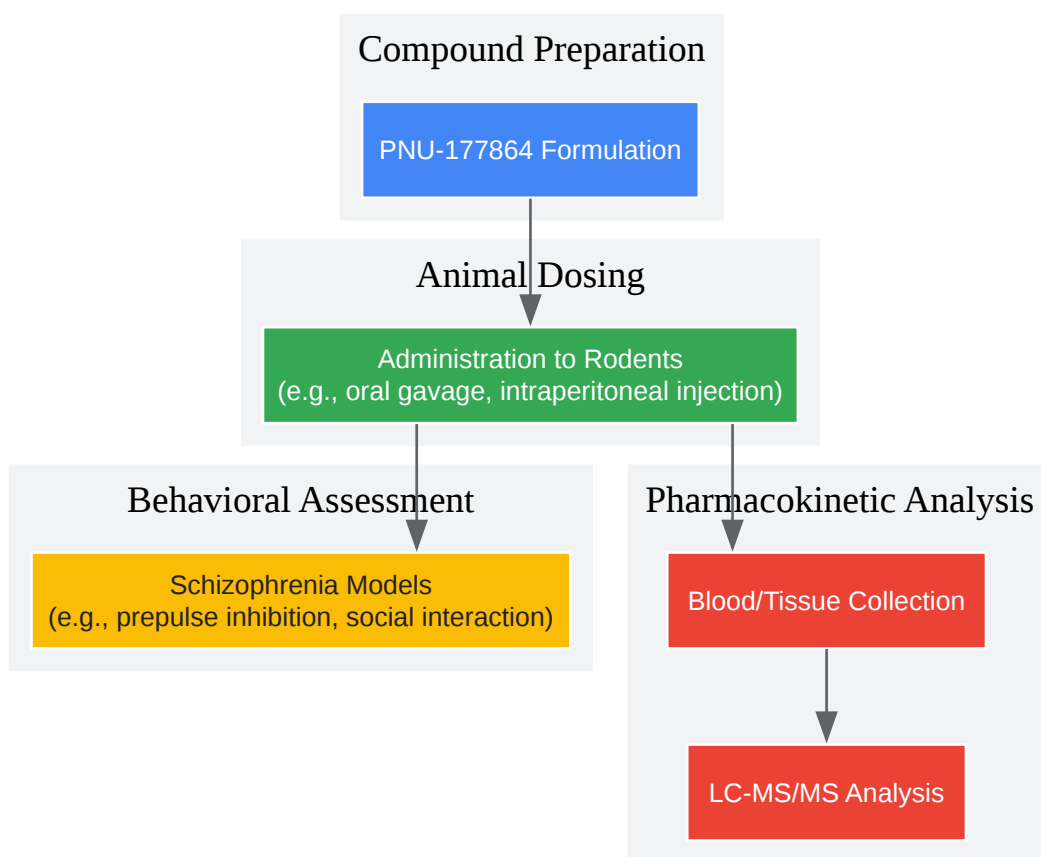 Compound Preparation
PNU-177864 Formulation
Animal Dosing
Administration to Rodents
(e.g., oral gavage, intraperitoneal injection)
Behavioral Assessment
Schizophrenia Models
(e.g., prepulse inhibition, social interaction)
Pharmacokinetic Analysis
Blood/Tissue Collection
LC-MS/MS Analysis